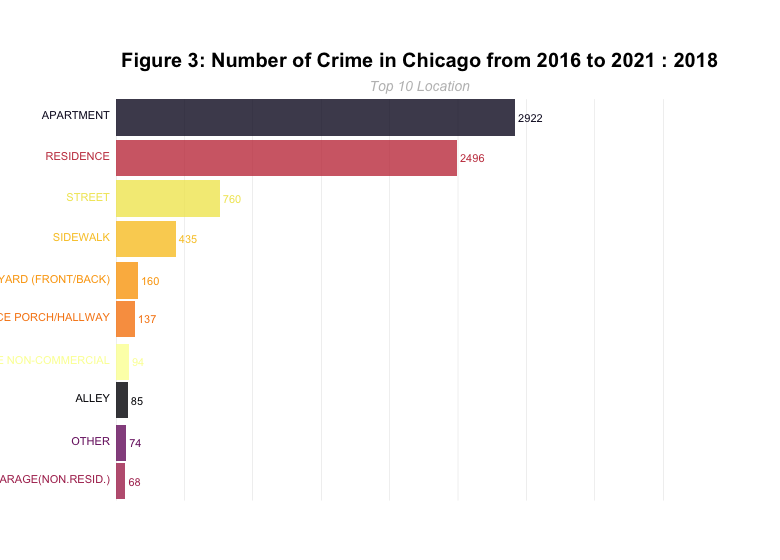 Figure 3: Number of Crime in Chicago from 2016 to 2021 : 2018
Top 10 Location
APARTMENT 2922
RESIDENCE 2496
STREET 760
SIDEWALK 435
YARD (FRONT/BACK) 160
CE PORCH/HALLWAY 137
E NON-COMMERCIAL 94
ALLEY 85
OTHER 74
ARAGE(NON.RESID.) 68